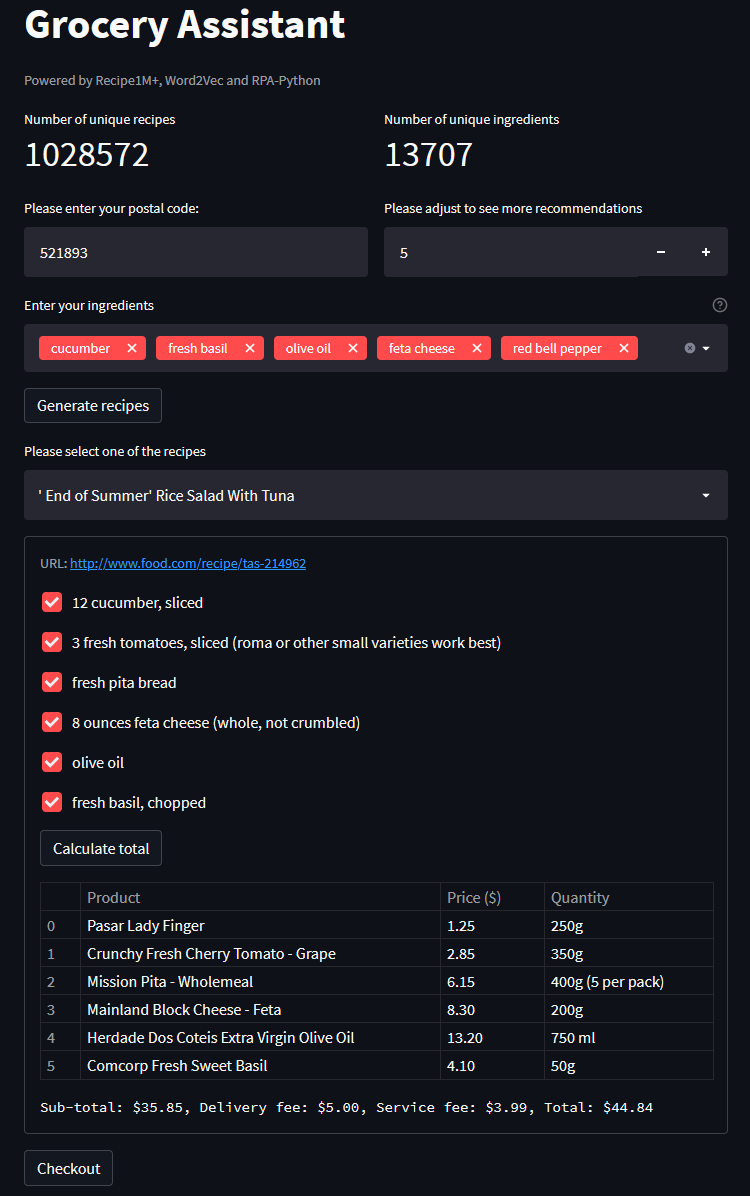 Grocery Assistant
Powered by Recipe1M+, Word2Vec and RPA-Python
Number of unique recipes
Number of unique ingredients
1028572
13707
Please enter your postal code:
Please adjust to see more recommendations
521893
5
Enter your ingredients
cucumber
fresh basil
olive oil
feta cheese
red bell pepper
Generate recipes
Please select one of the recipes
' End of Summer' Rice Salad With Tuna
URL: http://www.food.com/recipe/tas-214962
12 cucumber, sliced
3 fresh tomatoes, sliced (roma or other small varieties work best)
fresh pita bread
8 ounces feta cheese (whole, not crumbled)
olive oil
fresh basil, chopped
Calculate total
Product Price ($) Quantity
0 Pasar Lady Finger 1.25 250g
1 Crunchy Fresh Cherry Tomato - Grape 2.85 350g
2 Mission Pita - Wholemeal 6.15 400g (5 per pack)
3 Mainland Block Cheese - Feta 8.30 200g
4 Herdade Dos Coteis Extra Virgin Olive Oil 13.20 750 ml
5 Comcorp Fresh Sweet Basil 4.10 50g
Sub-total: $35.85, Delivery fee: $5.00, Service fee: $3.99, Total: $44.84
Checkout